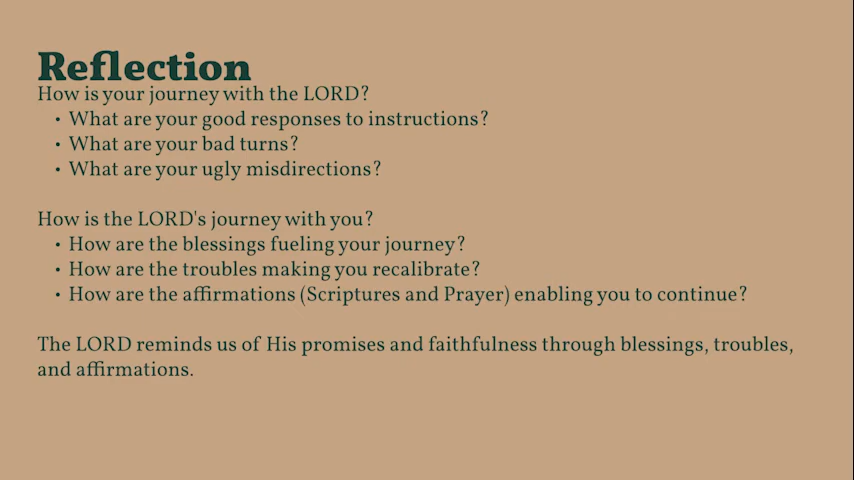 Reflection
How is your journey with the LORD?
• What are your good responses to instructions?
• What are your bad turns?
• What are your ugly misdirections?
How is the LORD's journey with you?
• How are the blessings fueling your journey?
• How are the troubles making you recalibrate?
• How are the affirmations (Scriptures and Prayer) enabling you to continue?
The LORD reminds us of His promises and faithfulness through blessings, troubles,
and affirmations.